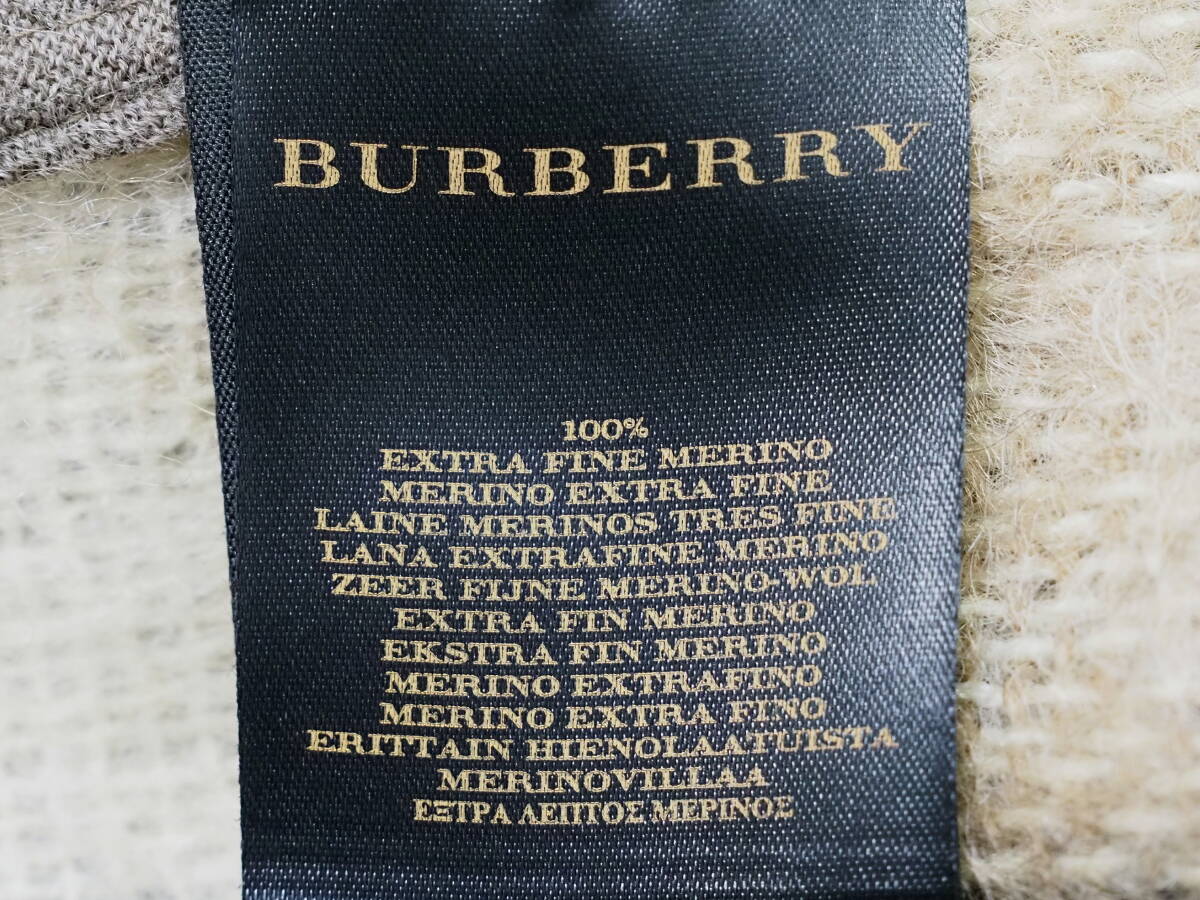 BURBERRY
100%
EXTRA FINE MERINO
MERINO EXTRA FINE
LAINE MERINOS TRES FINE
LANA EXTRAFINE MERINO
ZEER FIJNE MERINO-WOL
EXTRA FIN MERINO
EKSTRA FIN MERINO
MERINO EXTRAFINO
MERINO EXTRA FINO
ERITTAIN HIENOLAATUISTA
MERINOVILLAA
ΕΞΤΡΑ ΛΕΠΤΟΣ ΜΕΡΙΝΟΣ